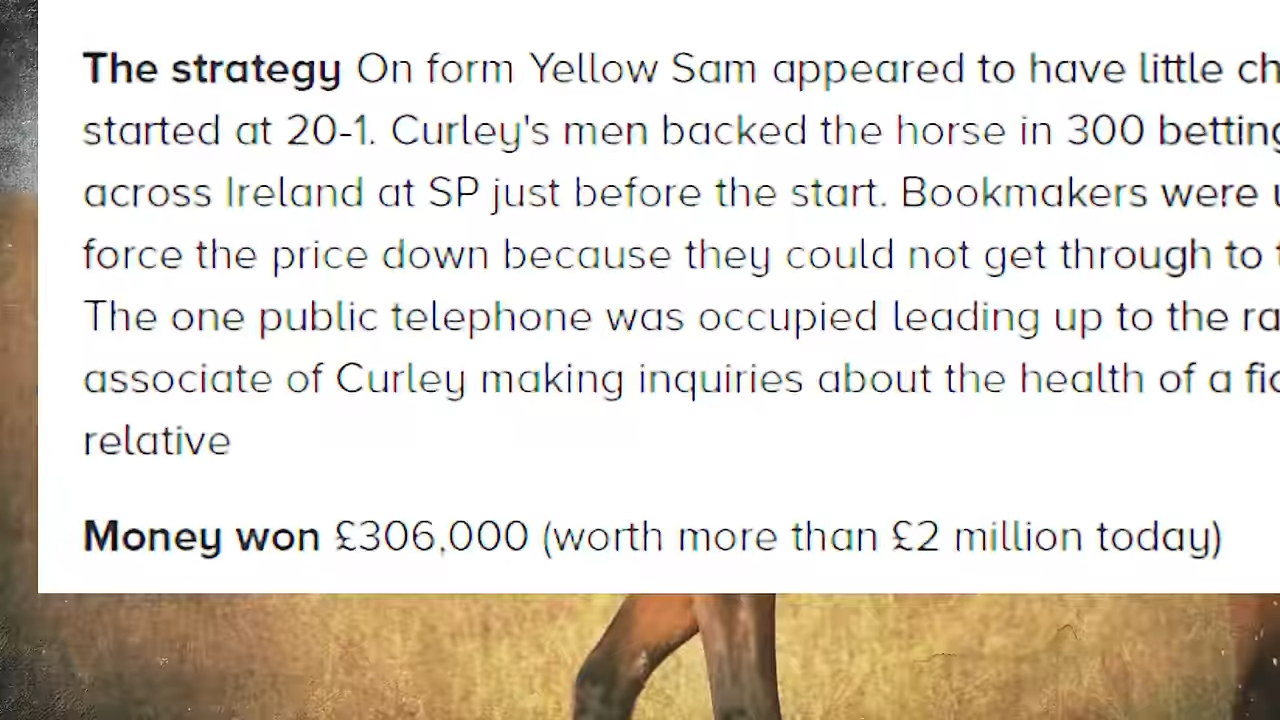 The strategy On form Yellow Sam appeared to have little
started at 20-1. Curley's men backed the horse in 300 betting
across Ireland at SP just before the start. Bookmakers were
force the price down because they could not get through to
The one public telephone was occupied leading up to the
associate of Curley making inquiries about the health of a
relative
Money won £306,000 (worth more than £2 million today)